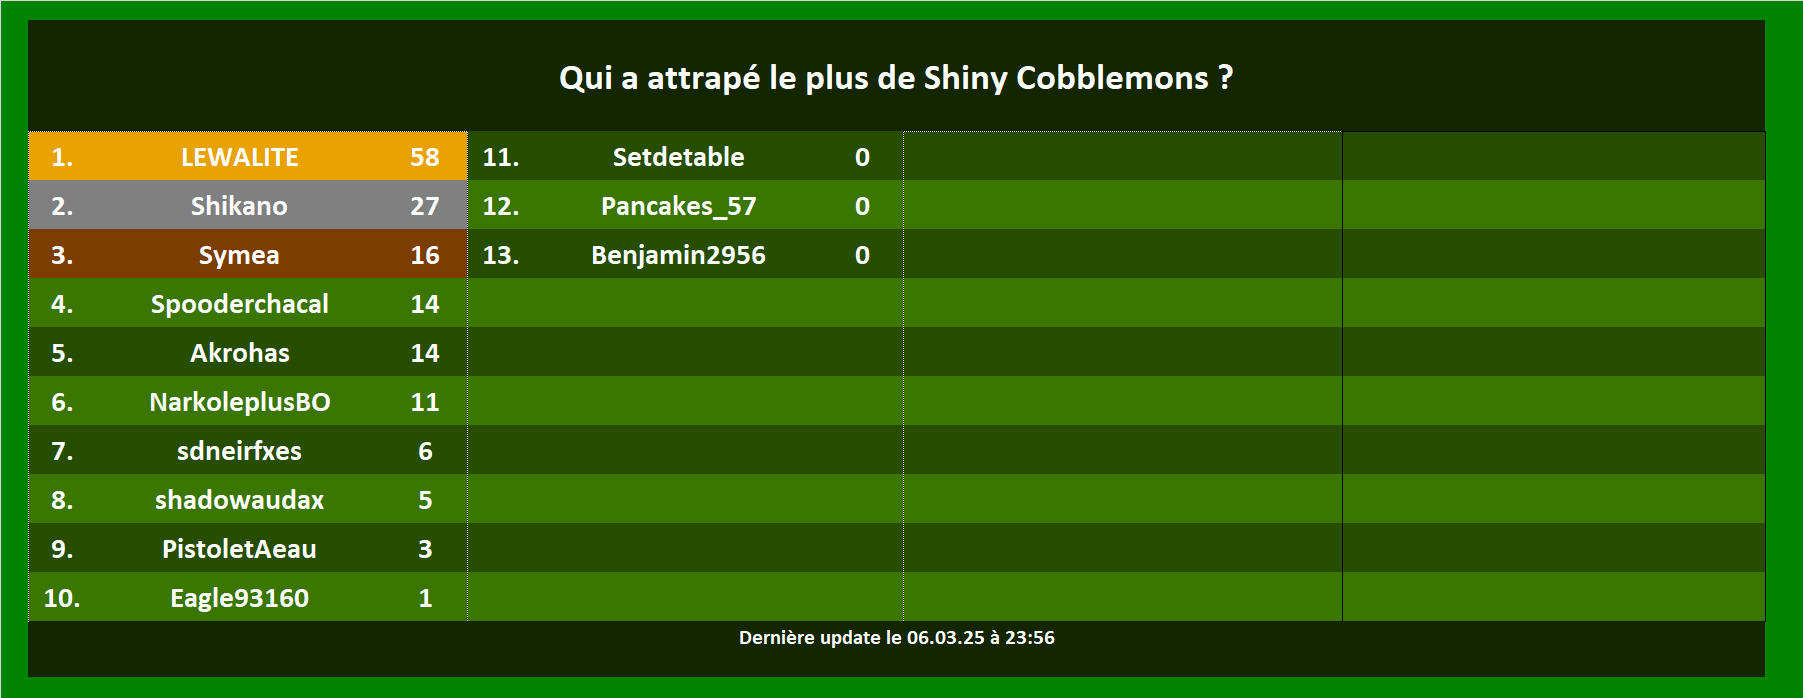 Qui a attrapé le plus de Shiny Cobblemons ?
1. LEWALITE 58
2. Shikano 27
3. Symea 16
4. Spooderchacal 14
5. Akrohas 14
6. NarkoleplusBO 11
7. sdneirfxes 6
8. shadowaudax 5
9. PistoletAeau 3
10. Eagle93160 1
11. Setdetable 0
12. Pancakes_57 0
13. Benjamin2956 0
Dernière update le 06.03.25 à 23:56